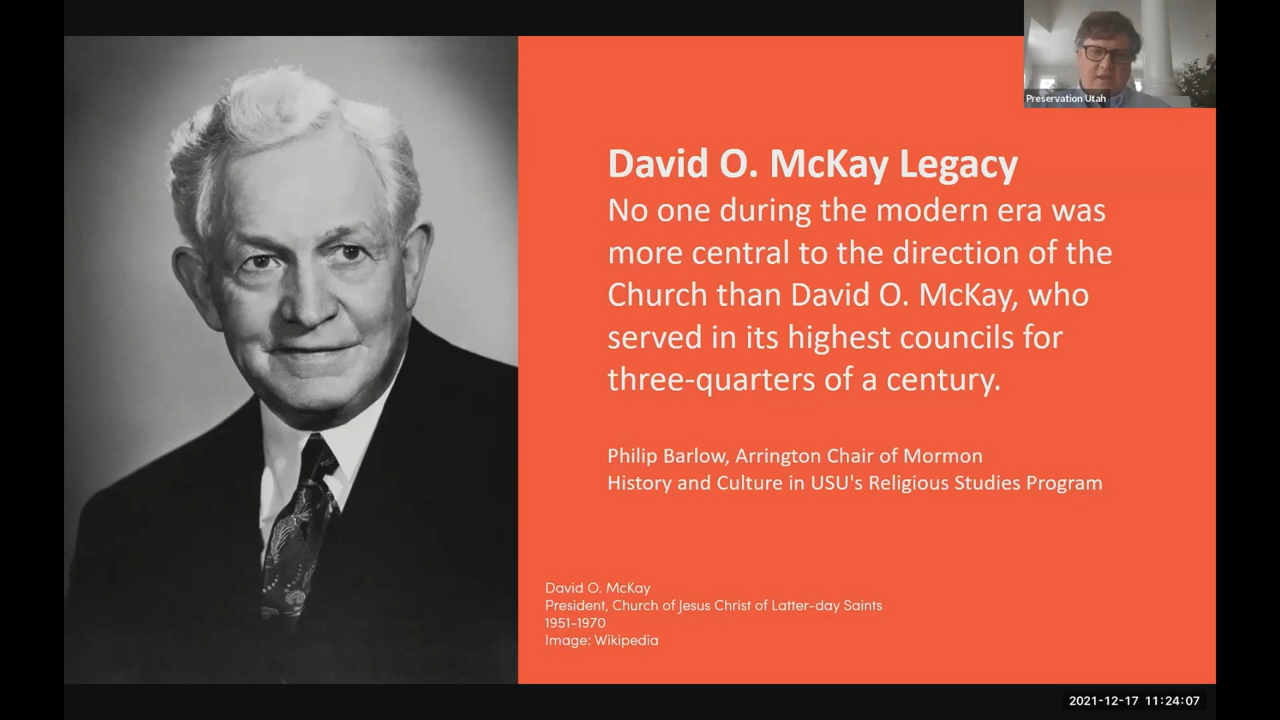 Preservation Utah
David O. McKay Legacy
No one during the modern era was
more central to the direction of the
Church than David O. McKay, who
served in its highest councils for
three-quarters of a century.
Philip Barlow, Arrington Chair of Mormon
History and Culture in USU's Religious Studies Program
David O. McKay
President, Church of Jesus Christ of Latter-day Saints
1951-1970
Image: Wikipedia
2021-12-17 11:24:07